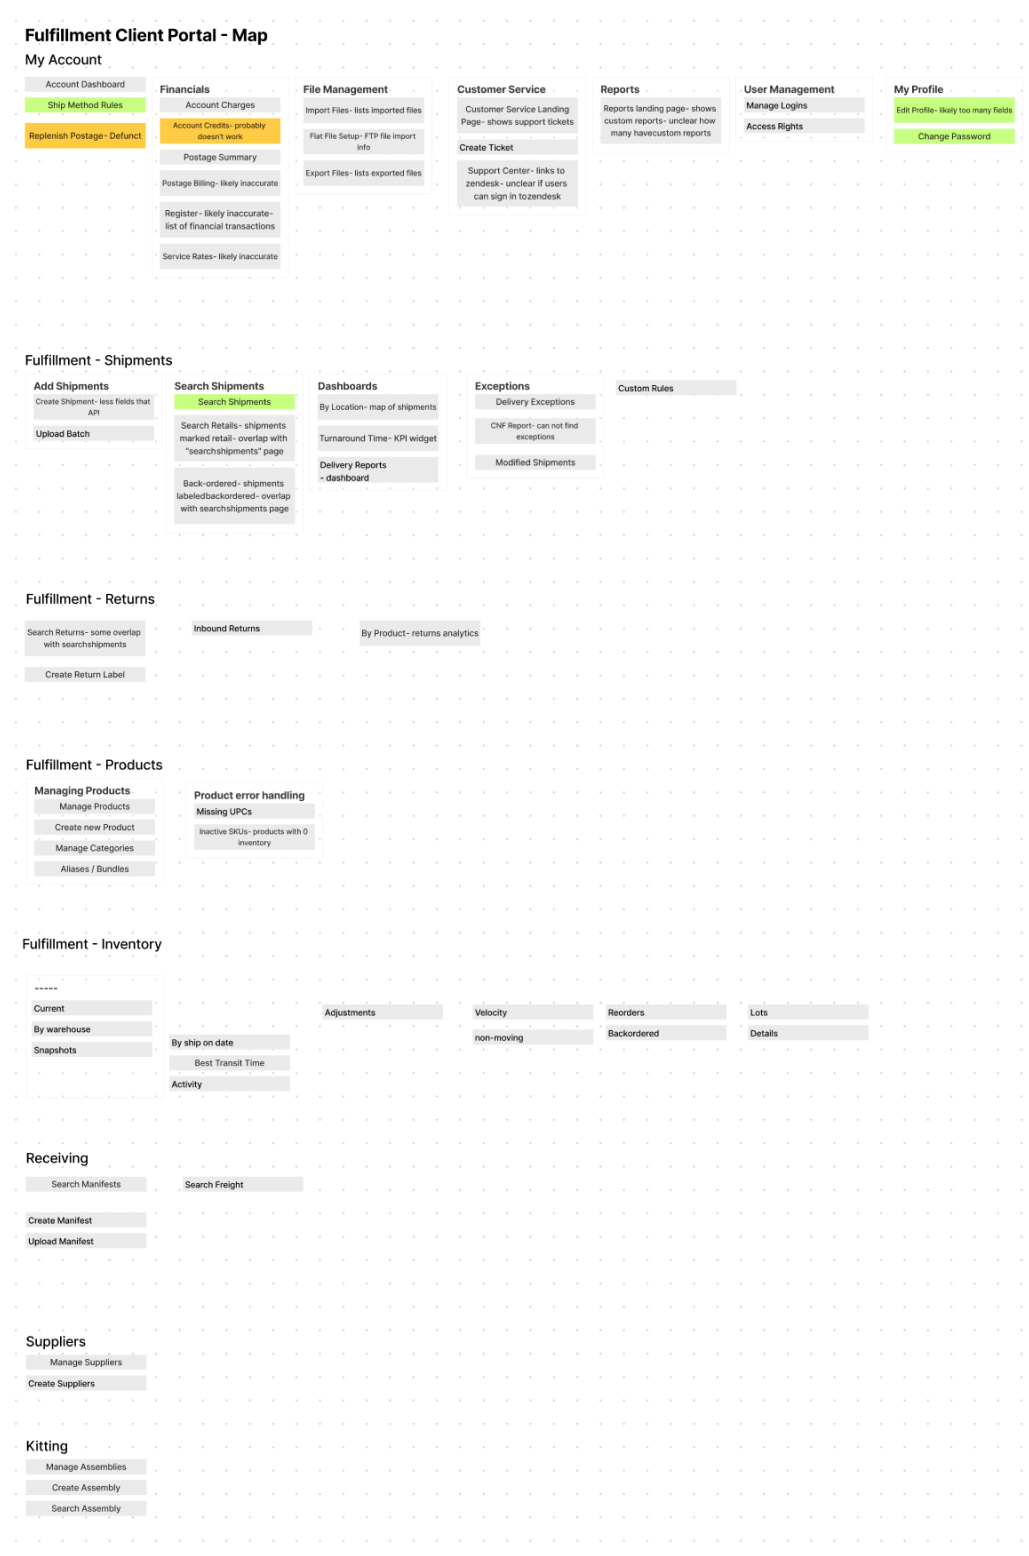 Fulfillment Client Portal - Map
My Account
Account Dashboard
Ship Method Rules
Replenish Postage- Defunct
Financials
Account Charges
Account Credits- probably
doesn't work
Postage Summary
Postage Billing- likely inaccurate
Register- likely inaccurate-
list of financial transactions
Service Rates- likely inaccurate
File Management
Import Files- lists imported files
Flat File Setup- FTP file import
info
Export Files- lists exported files
Customer Service
Customer Service Landing
Page- shows support tickets
Create Ticket
Support Center- links to
zendesk- unclear if users
can sign in tozendesk
Reports
Reports landing page- shows
custom reports- unclear how
many havecustom reports
User Management
Manage Logins
Access Rights
My Profile
Edit Profile- likely too many fields
Change Password
Fulfillment - Shipments
Add Shipments
Create Shipment- less fields that
API
Upload Batch
Search Shipments
Search Shipments
Search Retails- shipments
marked retail- overlap with
"searchshipments" page
Back-ordered- shipments
labeledbackordered- overlap
with searchshipments page
Dashboards
By Location- map of shipments
Turnaround Time- KPI widget
Delivery Reports
- dashboard
Exceptions
Delivery Exceptions
CNF Report- can not find
exceptions
Modified Shipments
Custom Rules
Fulfillment - Returns
Search Returns- some overlap
with searchshipments
Create Return Label
Inbound Returns
By Product- returns analytics
Fulfillment - Products
Managing Products
Manage Products
Create new Product
Manage Categories
Aliases / Bundles
Product error handling
Missing UPCs
Inactive SKUs- products with 0
inventory
Fulfillment - Inventory
-----
Current
By warehouse
Snapshots
By ship on date
Best Transit Time
Activity
Adjustments
Velocity
non-moving
Reorders
Backordered
Lots
Details
Receiving
Search Manifests
Create Manifest
Upload Manifest
Search Freight
Suppliers
Manage Suppliers
Create Suppliers
Kitting
Manage Assemblies
Create Assembly
Search Assembly